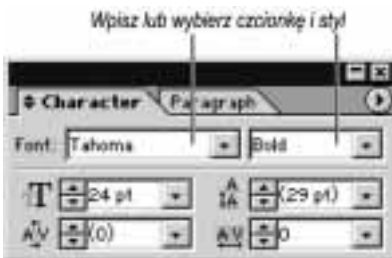 Wpisz lub wybierz czcionkę i styl
Character Paragraph
Font: Tahoma Bold
24 pt (29 pt)
(0) 0